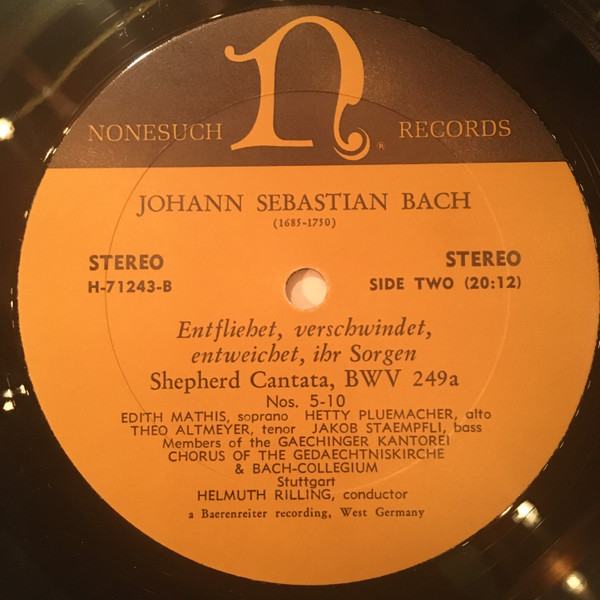 n
NONESUCH RECORDS
®
JOHANN SEBASTIAN BACH
(1685-1750)
STEREO STEREO
H-71243-B SIDE TWO (20:12)
Entfliehet, verschwindet,
entweichet, ihr Sorgen
Shepherd Cantata, BWV 249a
Nos. 5-10
EDITH MATHIS, soprano HETTY PLUEMACHER, alto
THEO ALTMEYER, tenor JAKOB STAEMPFLI, bass
Members of the GAECHINGER KANTOREI
CHORUS OF THE GEDAECHTNISKIRCHE
& BACH-COLLEGIUM
Stuttgart
HELMUTH RILLING, conductor
a Baerenreiter recording, West Germany